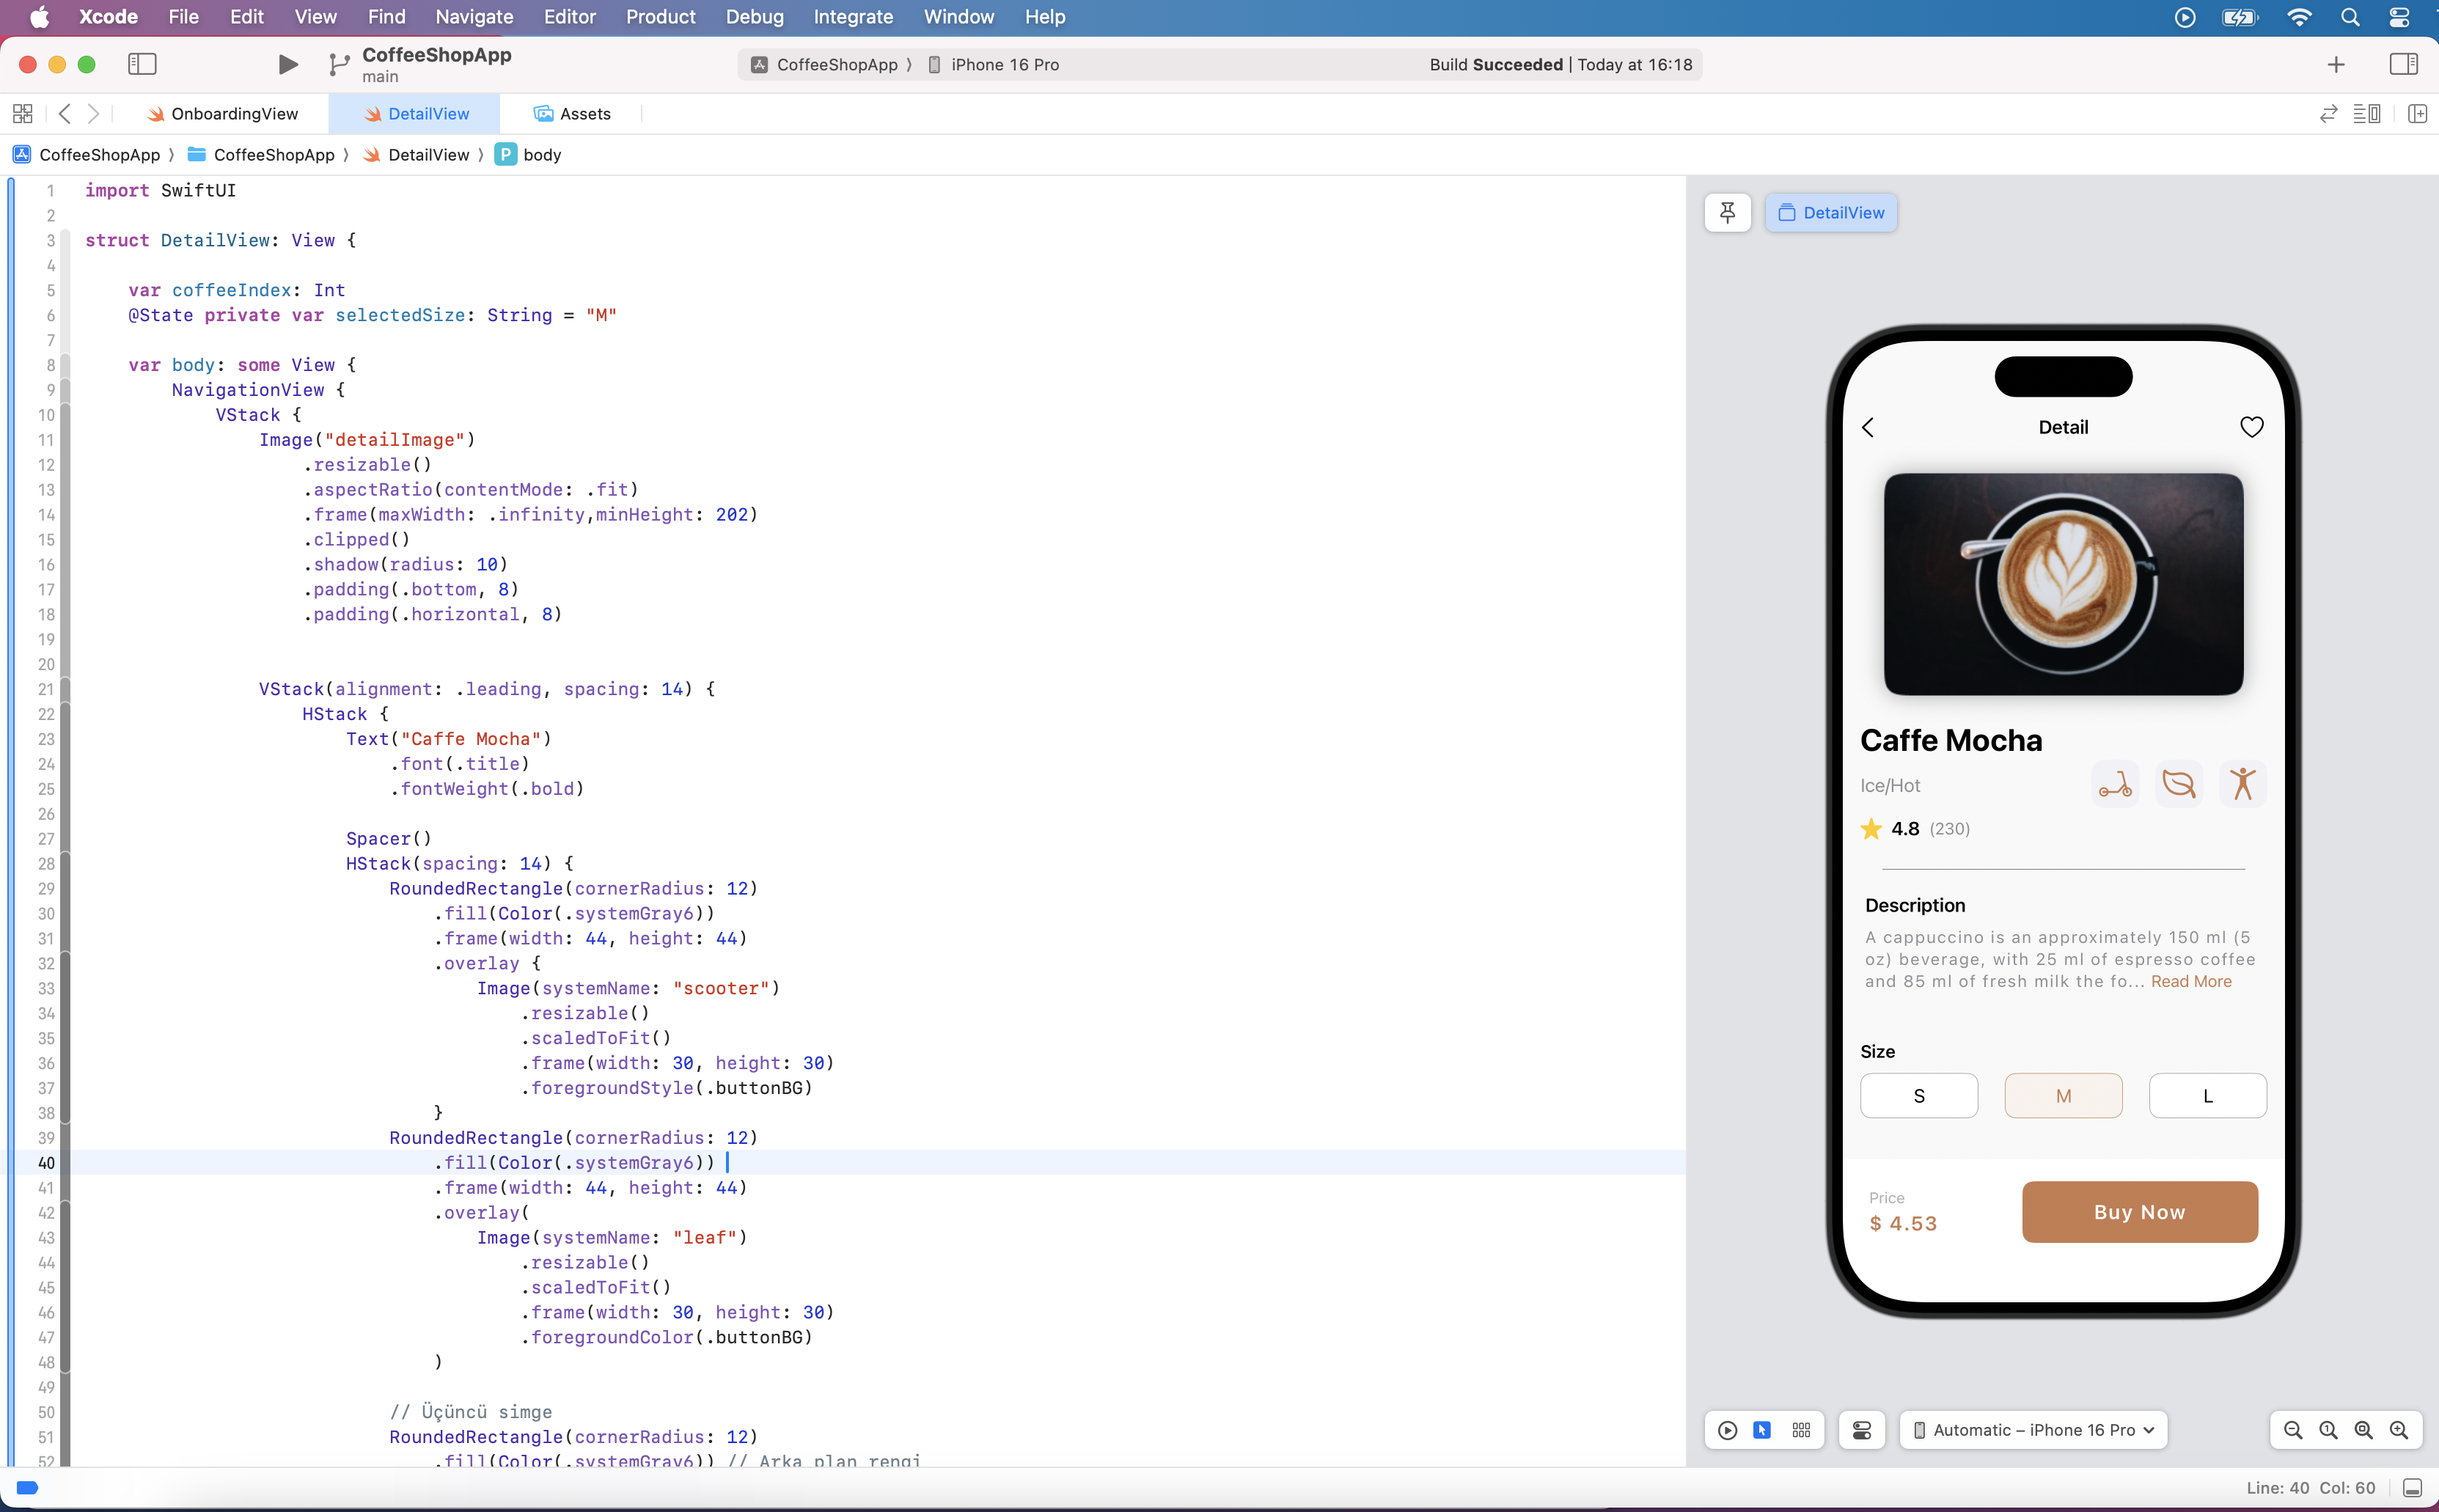 Xcode File Edit View Find Navigate Editor Product Debug Integrate Window Help
CoffeeShopApp
main
CoffeeShopApp 〉 iPhone 16 Pro
Build Succeeded | Today at 16:18
OnboardingView
DetailView
Assets
CoffeeShopApp 〉 CoffeeShopApp 〉 DetailView 〉 P body
1 import SwiftUI
2
3 struct DetailView: View {
4
5 var coffeeIndex: Int
6 @State private var selectedSize: String = "M"
7
8 var body: some View {
9 NavigationView {
10 VStack {
11 Image("detailImage")
12 .resizable()
13 .aspectRatio(contentMode: .fit)
14 .frame(maxWidth: .infinity,minHeight: 202)
15 .clipped()
16 .shadow(radius: 10)
17 .padding(.bottom, 8)
18 .padding(.horizontal, 8)
19
20
21 VStack(alignment: .leading, spacing: 14) {
22 HStack {
23 Text("Caffe Mocha")
24 .font(.title)
25 .fontWeight(.bold)
26
27 Spacer()
28 HStack(spacing: 14) {
29 RoundedRectangle(cornerRadius: 12)
30 .fill(Color(.systemGray6))
31 .frame(width: 44, height: 44)
32 .overlay {
33 Image(systemName: "scooter")
34 .resizable()
35 .scaledToFit()
36 .frame(width: 30, height: 30)
37 .foregroundStyle(.buttonBG)
38 }
39 RoundedRectangle(cornerRadius: 12)
40 .fill(Color(.systemGray6))
41 .frame(width: 44, height: 44)
42 .overlay(
43 Image(systemName: "leaf")
44 .resizable()
45 .scaledToFit()
46 .frame(width: 30, height: 30)
47 .foregroundColor(.buttonBG)
48 )
49
50 // Üçüncü simge
51 RoundedRectangle(cornerRadius: 12)
52 .fill(Color(.systemGray6)) // Arka plan rengi
DetailView
Detail
Caffe Mocha
Ice/Hot
4.8 (230)
Description
A cappuccino is an approximately 150 ml (5
oz) beverage, with 25 ml of espresso coffee
and 85 ml of fresh milk the fo... Read More
Size
S
M
L
Price
$ 4.53
Buy Now
Automatic – iPhone 16 Pro
Line: 40 Col: 60